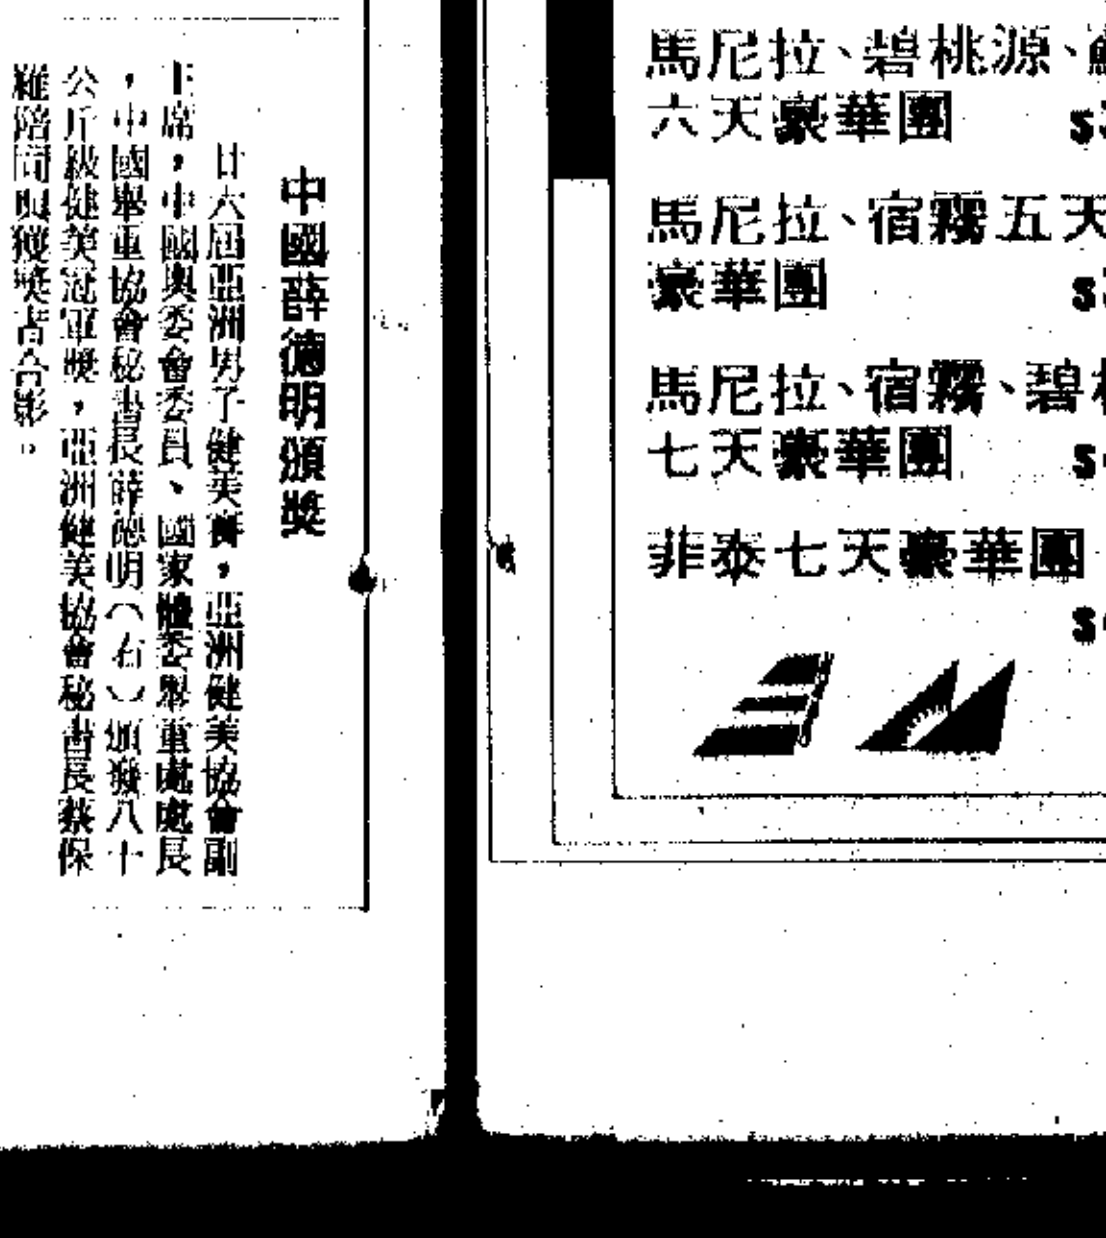 中國薛德明頒獎
廿六屆亞洲男子健美賽，亞洲健美協會副
主席，中國奧委會委員、國家體委舉重處處長
，中國舉重協會秘書長薛德明（右）頒發八十
公斤級健美冠軍獎，亞洲健美協會秘書長蔡保
羅陪同與獲獎者合影。
馬尼拉、碧桃源、
六天豪華團 S
馬尼拉、宿霧五天
豪華團 S
馬尼拉、宿霧、碧
七天豪華團 S
菲泰七天豪華團
S